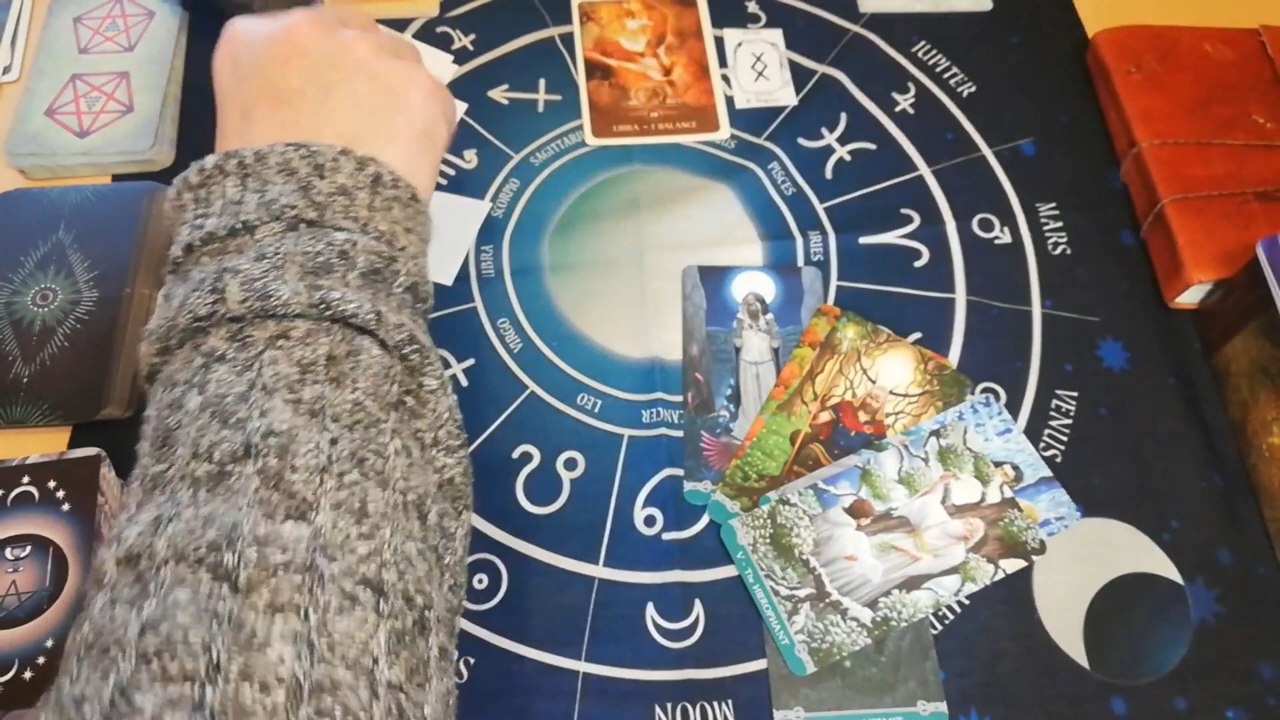 JUPITER
LIBRA - I BALANCE
SAGITTARIUS
PISCES
SCORPIO
MARS
ARIES
LIBRA
VIRGO
LEO
CANCER
VENUS
V - The HIEROPHANT
MOON